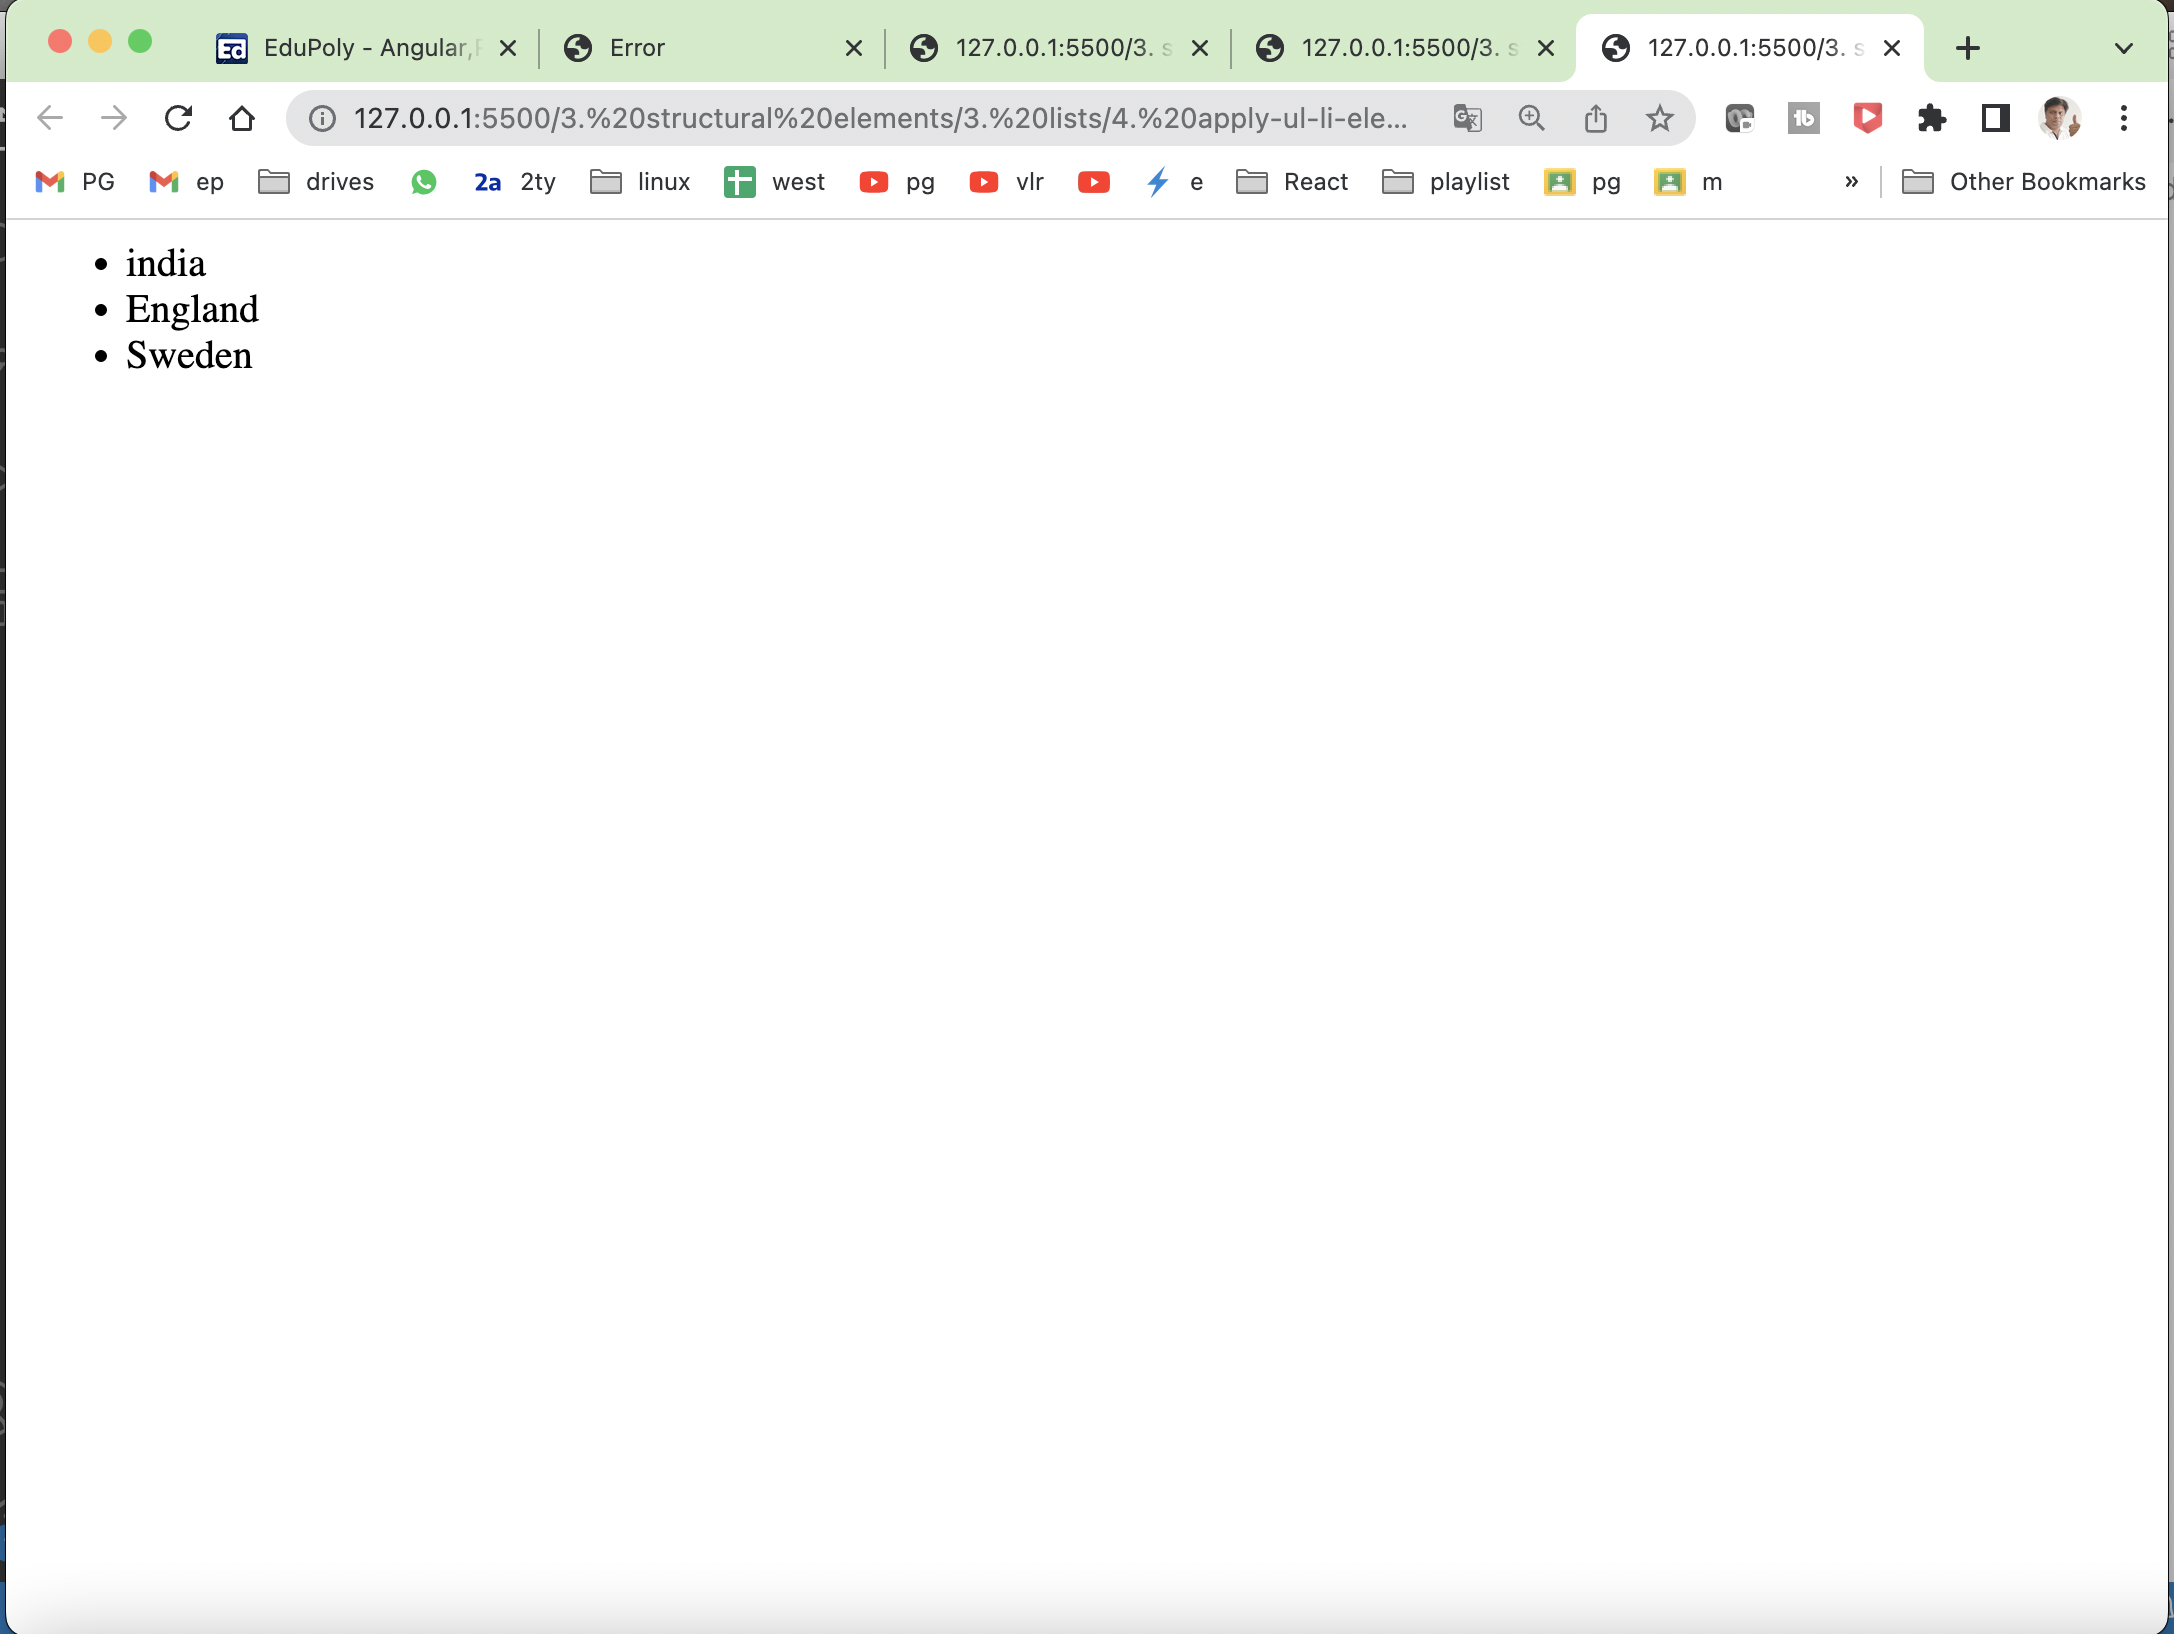 EduPoly - Angular,
Error
127.0.0.1:5500/3. s
127.0.0.1:5500/3. s
127.0.0.1:5500/3. s
127.0.0.1:5500/3.%20structural%20elements/3.%20lists/4.%20apply-ul-li-ele...
PG ep drives 2a 2ty linux west pg vlr e React playlist pg m » Other Bookmarks
• india
• England
• Sweden